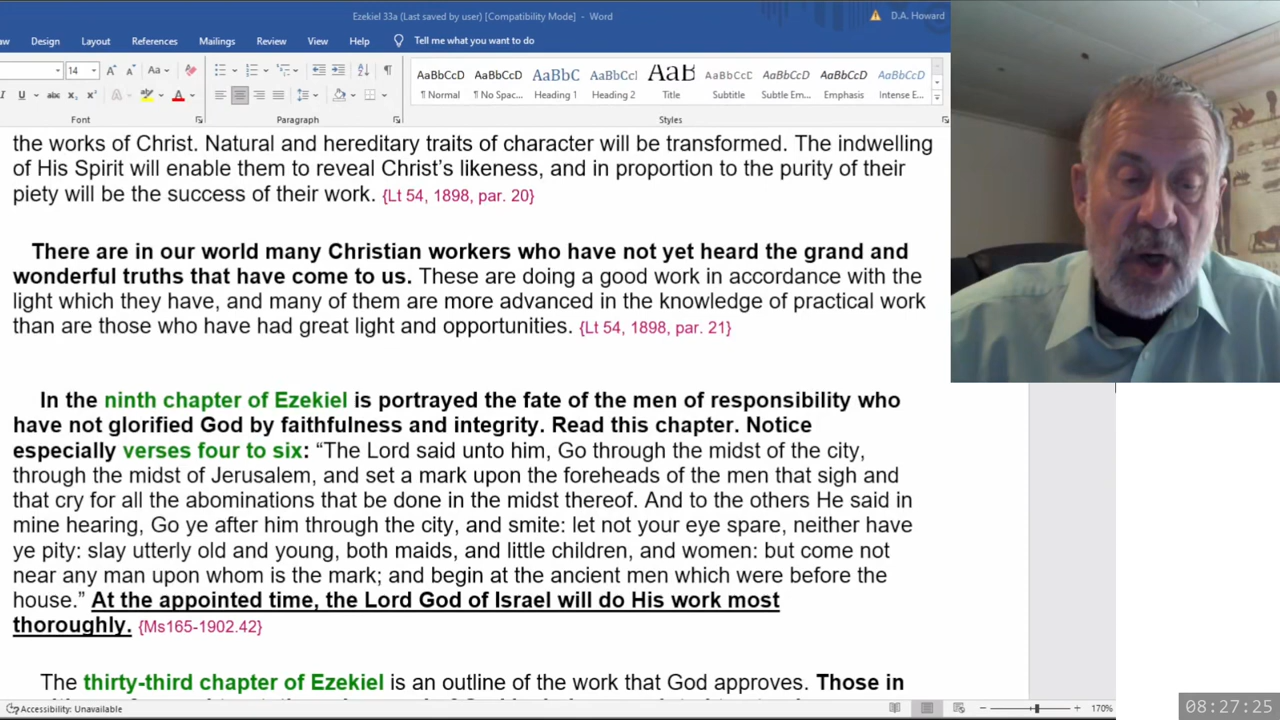 Ezekiel 33a (Last saved by user) [Compatibility Mode] - Word
D.A. Howard
aw Design Layout References Mailings Review View Help Tell me what you want to do
14 Aa
AaBbCcD AaBbCcD AaBbC AaBbCcI AaB AaBbCcD AaBbCcD AaBbCcD AaBbCcD
¶ Normal ¶ No Spac... Heading 1 Heading 2 Title Subtitle Subtle Em... Emphasis Intense E...
I U abc x₂ x² A ab A
Font Paragraph Styles
the works of Christ. Natural and hereditary traits of character will be transformed. The indwelling
of His Spirit will enable them to reveal Christ's likeness, and in proportion to the purity of their
piety will be the success of their work. {Lt 54, 1898, par. 20}
There are in our world many Christian workers who have not yet heard the grand and
wonderful truths that have come to us. These are doing a good work in accordance with the
light which they have, and many of them are more advanced in the knowledge of practical work
than are those who have had great light and opportunities. {Lt 54, 1898, par. 21}
In the ninth chapter of Ezekiel is portrayed the fate of the men of responsibility who
have not glorified God by faithfulness and integrity. Read this chapter. Notice
especially verses four to six: “The Lord said unto him, Go through the midst of the city,
through the midst of Jerusalem, and set a mark upon the foreheads of the men that sigh and
that cry for all the abominations that be done in the midst thereof. And to the others He said in
mine hearing, Go ye after him through the city, and smite: let not your eye spare, neither have
ye pity: slay utterly old and young, both maids, and little children, and women: but come not
near any man upon whom is the mark; and begin at the ancient men which were before the
house.” At the appointed time, the Lord God of Israel will do His work most
thoroughly. {Ms165-1902.42}
The thirty-third chapter of Ezekiel is an outline of the work that God approves. Those in
Accessibility: Unavailable
170%
08:27:25